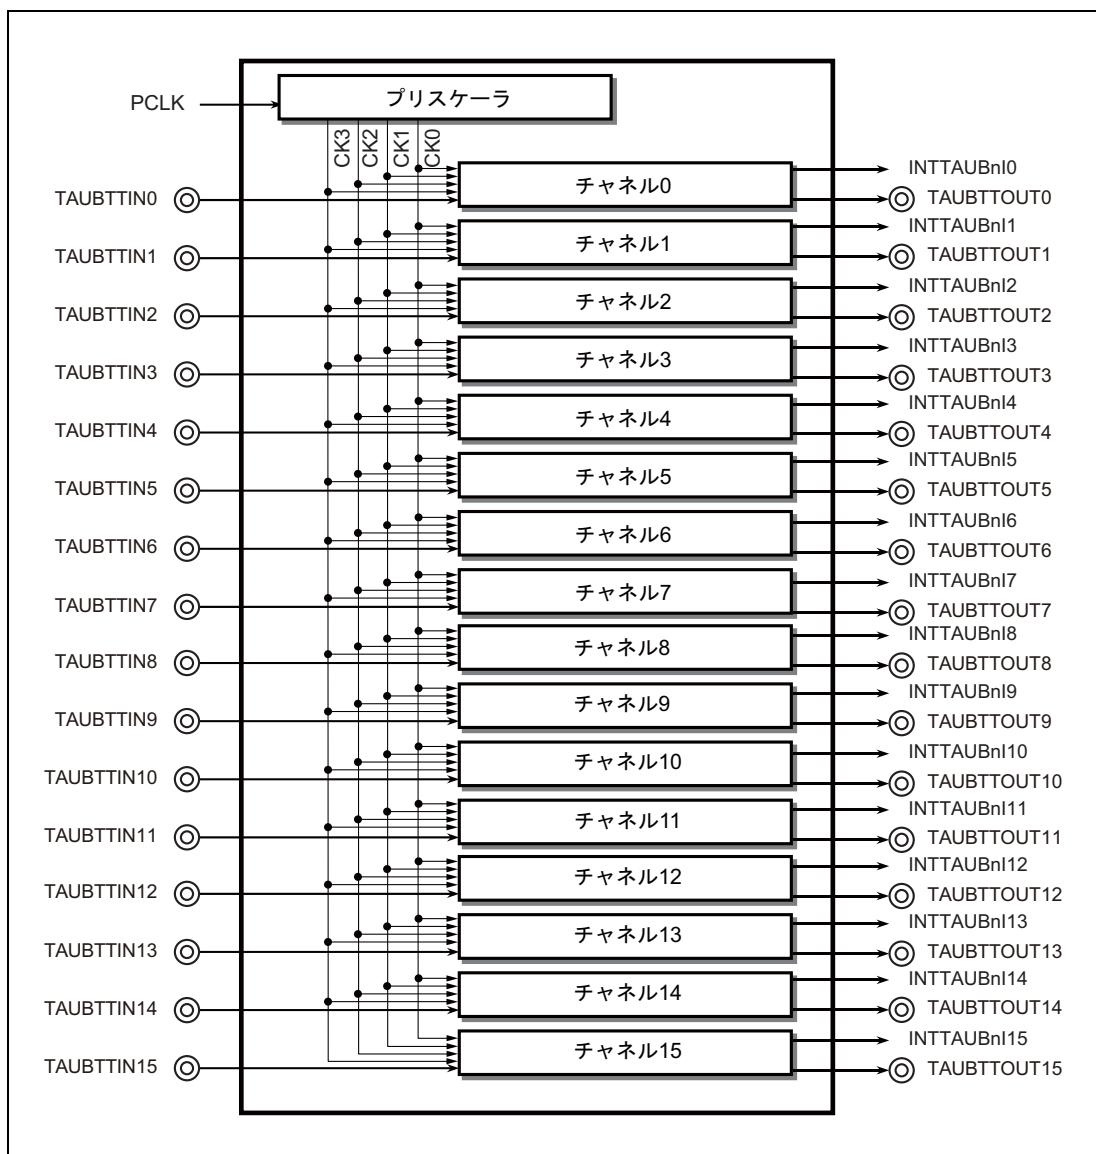 プリスケーラ
PCLK
CK3
CK2
CK1
CK0
TAUBTTIN0
チャネル0
INTTAUBnI0
TAUBTTOUT0
TAUBTTIN1
チャネル1
INTTAUBnI1
TAUBTTOUT1
TAUBTTIN2
チャネル2
INTTAUBnI2
TAUBTTOUT2
TAUBTTIN3
チャネル3
INTTAUBnI3
TAUBTTOUT3
TAUBTTIN4
チャネル4
INTTAUBnI4
TAUBTTOUT4
TAUBTTIN5
チャネル5
INTTAUBnI5
TAUBTTOUT5
TAUBTTIN6
チャネル6
INTTAUBnI6
TAUBTTOUT6
TAUBTTIN7
チャネル7
INTTAUBnI7
TAUBTTOUT7
TAUBTTIN8
チャネル8
INTTAUBnI8
TAUBTTOUT8
TAUBTTIN9
チャネル9
INTTAUBnI9
TAUBTTOUT9
TAUBTTIN10
チャネル10
INTTAUBnI10
TAUBTTOUT10
TAUBTTIN11
チャネル11
INTTAUBnI11
TAUBTTOUT11
TAUBTTIN12
チャネル12
INTTAUBnI12
TAUBTTOUT12
TAUBTTIN13
チャネル13
INTTAUBnI13
TAUBTTOUT13
TAUBTTIN14
チャネル14
INTTAUBnI14
TAUBTTOUT14
TAUBTTIN15
チャネル15
INTTAUBnI15
TAUBTTOUT15